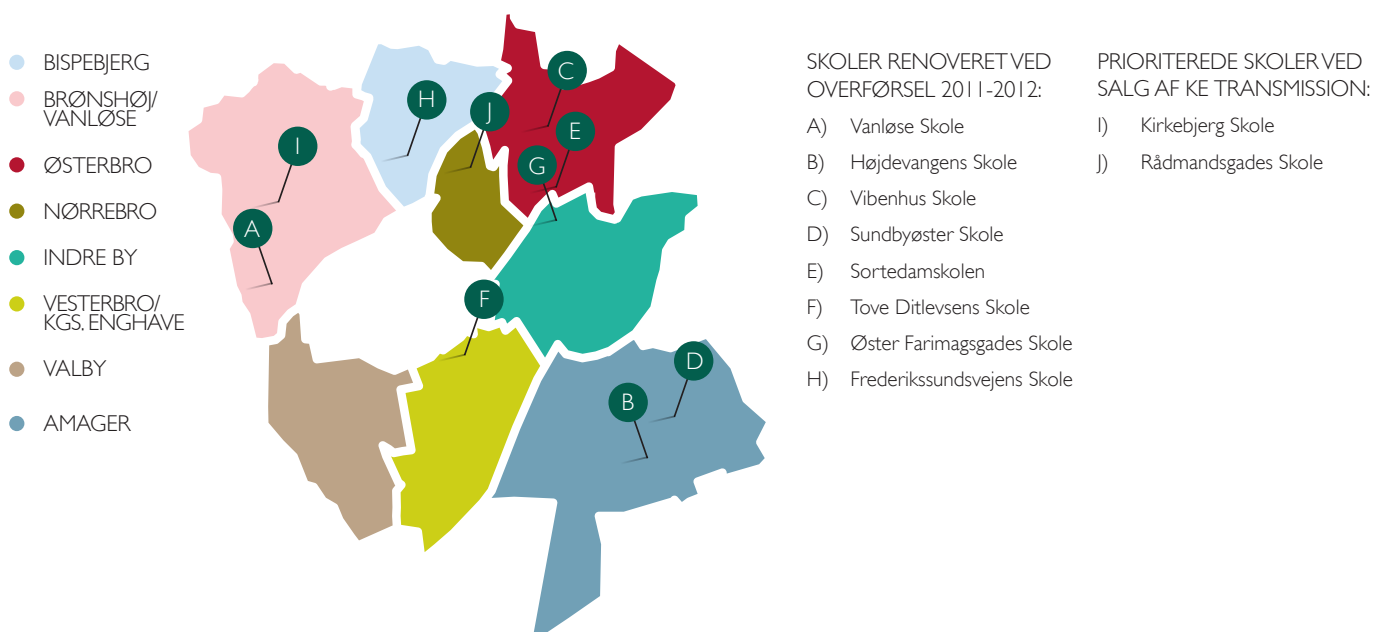 BISPEBJERG
BRØNSHØJ/
VANLØSE
ØSTERBRO
NØRREBRO
INDRE BY
VESTERBRO/
KGS. ENGHAVE
VALBY
AMAGER
C
H
J
E
I
G
A
F
D
B
SKOLER RENOVERET VED
OVERFØRSEL 2011-2012:
A) Vanløse Skole
B) Højdevangens Skole
C) Vibenhus Skole
D) Sundbyøster Skole
E) Sortedamskolen
F) Tove Ditlevsens Skole
G) Øster Farimagsgades Skole
H) Frederikssundsvejens Skole
PRIORITEREDE SKOLER VED
SALG AF KE TRANSMISSION:
I) Kirkebjerg Skole
J) Rådmandsgades Skole